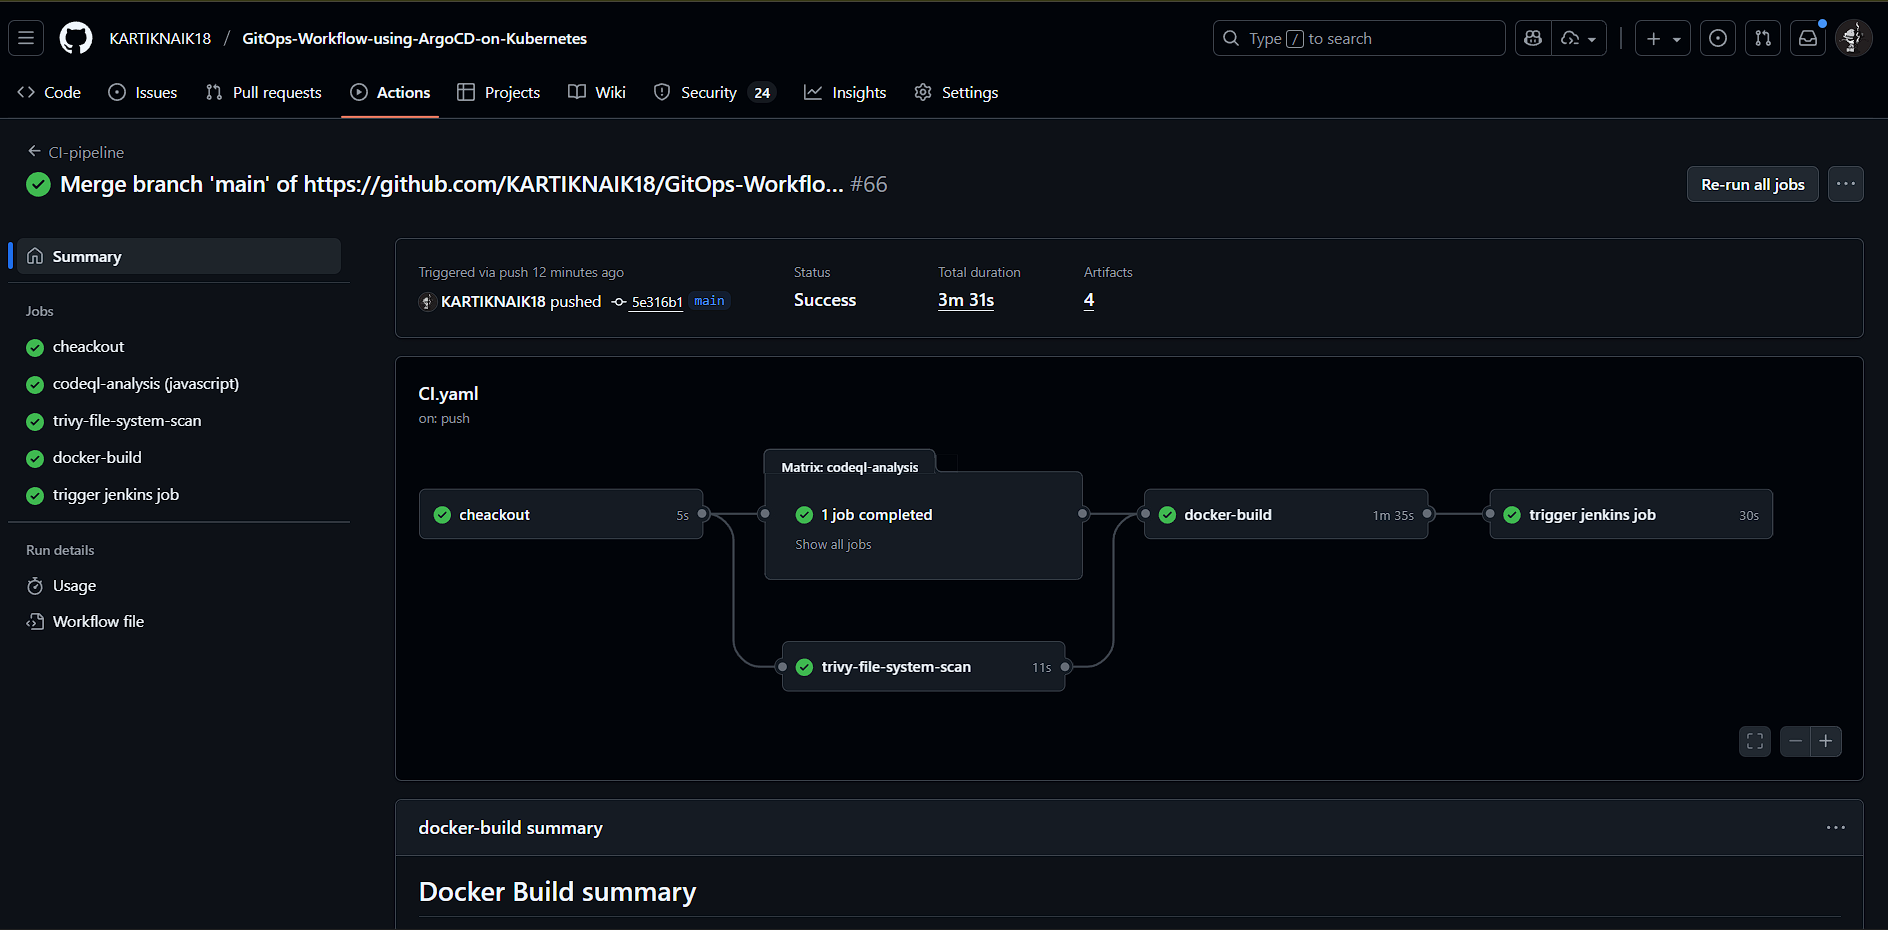 KARTIKNAIK18 / GitOps-Workflow-using-ArgoCD-on-Kubernetes
Type / to search
Code Issues Pull requests Actions Projects Wiki Security 24 Insights Settings
CI-pipeline
Merge branch 'main' of https://github.com/KARTIKNAIK18/GitOps-Workflo... #66
Re-run all jobs
Summary
Jobs
cheackout
codeql-analysis (javascript)
trivy-file-system-scan
docker-build
trigger jenkins job
Run details
Usage
Workflow file
Triggered via push 12 minutes ago
KARTIKNAIK18 pushed 5e316b1 main
Status
Success
Total duration
3m 31s
Artifacts
4
CI.yaml
on: push
cheackout 5s
Matrix: codeql-analysis
1 job completed
Show all jobs
trivy-file-system-scan 11s
docker-build 1m 35s
trigger jenkins job 30s
docker-build summary
Docker Build summary